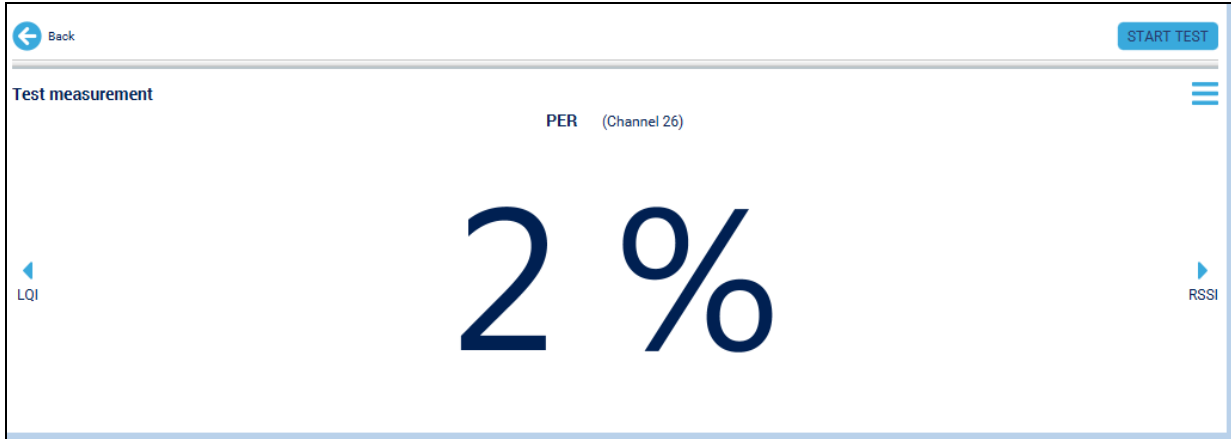 Back
START TEST
Test measurement
PER (Channel 26)
2 %
LQI
RSSI